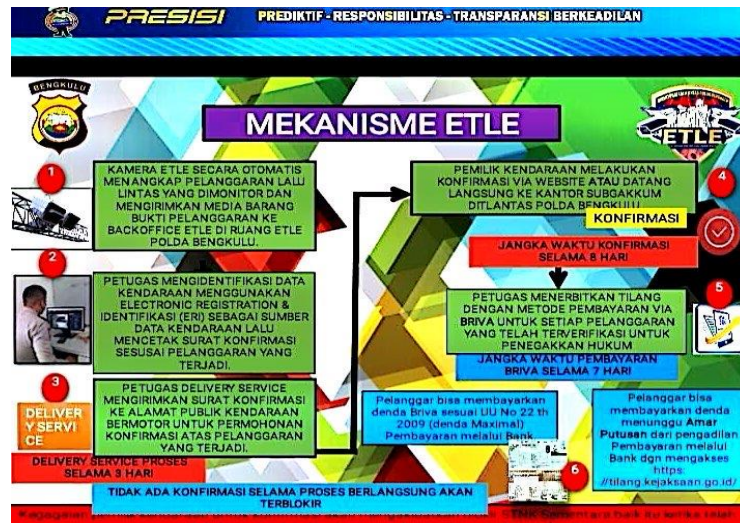 PRESISI
PREDIKTIF - RESPONSIBILITAS - TRANSPARANSI BERKEADILAN
BENGKULU
MEKANISME ETLE
ETLE
1
KAMERA ETLE SECARA OTOMATIS
MENANGKAP PELANGGARAN LALU
LINTAS YANG DIMONITOR DAN
MENGIRIMKAN MEDIA BARANG
BUKTI PELANGGARAN KE
BACKOFFICE ETLE DI RUANG ETLE
POLDA BENGKULU.
2
PETUGAS MENGIDENTIFIKASI DATA
KENDARAAN MENGGUNAKAN
ELECTRONIC REGISTRATION &
IDENTIFIKASI (ERI) SEBAGAI SUMBER
DATA KENDARAAN LALU
MENCETAK SURAT KONFIRMASI
SESUSAI PELANGGARAN YANG
TERJADI.
3
DELIVER
Y SERVI
CE
PETUGAS DELIVERY SERVICE
MENGIRIMKAN SURAT KONFIRMASI
KE ALAMAT PUBLIK KENDARAAN
BERMOTOR UNTUK PERMOHONAN
KONFIRMASI ATAS PELANGGARAN
YANG TERJADI.
DELIVERY SERVICE PROSES
SELAMA 3 HARI
4
PEMILIK KENDARAAN MELAKUKAN
KONFIRMASI VIA WEBSITE ATAU DATANG
LANGSUNG KE KANTOR SUBGAKKUM
DITLANTAS POLDA BENGKULU
KONFIRMASI
JANGKA WAKTU KONFIRMASI
SELAMA 8 HARI
5
PETUGAS MENERBITKAN TILANG
DENGAN METODE PEMBAYARAN VIA
BRIVA UNTUK SETIAP PELANGGARAN
YANG TELAH TERVERIFIKASI UNTUK
PENEGAKKAN HUKUM
JANGKA WAKTU PEMBAYARAN
BRIVA SELAMA 7 HARI
Pelanggar bisa membayarkan
denda Briva sesuai UU No 22 th
2009 (denda Maximal)
Pembayaran melalui Bank
6
Pelanggar bisa
membayarkan denda
menunggu Amar
Putusan dari pengadilan
Pembayaran melalui
Bank dgn mengakses
https:
//tilang.kejaksaan.go.id/
TIDAK ADA KONFIRMASI SELAMA PROSES BERLANGSUNG AKAN
TERBLOKIR